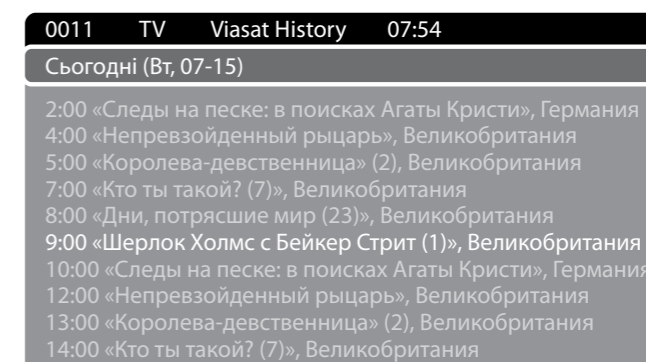 0011 TV Viasat History 07:54
Сьогодні (Вт, 07-15)
2:00 «Следы на песке: в поисках Агаты Кристи», Германия
4:00 «Непревзойденный рыцарь», Великобритания
5:00 «Королева-девственница» (2), Великобритания
7:00 «Кто ты такой? (7)», Великобритания
8:00 «Дни, потрясшие мир (23)», Великобритания
9:00 «Шерлок Холмс с Бейкер Стрит (1)», Великобритания
10:00 «Следы на песке: в поисках Агаты Кристи», Германия
12:00 «Непревзойденный рыцарь», Великобритания
13:00 «Королева-девственница» (2), Великобритания
14:00 «Кто ты такой? (7)», Великобритания